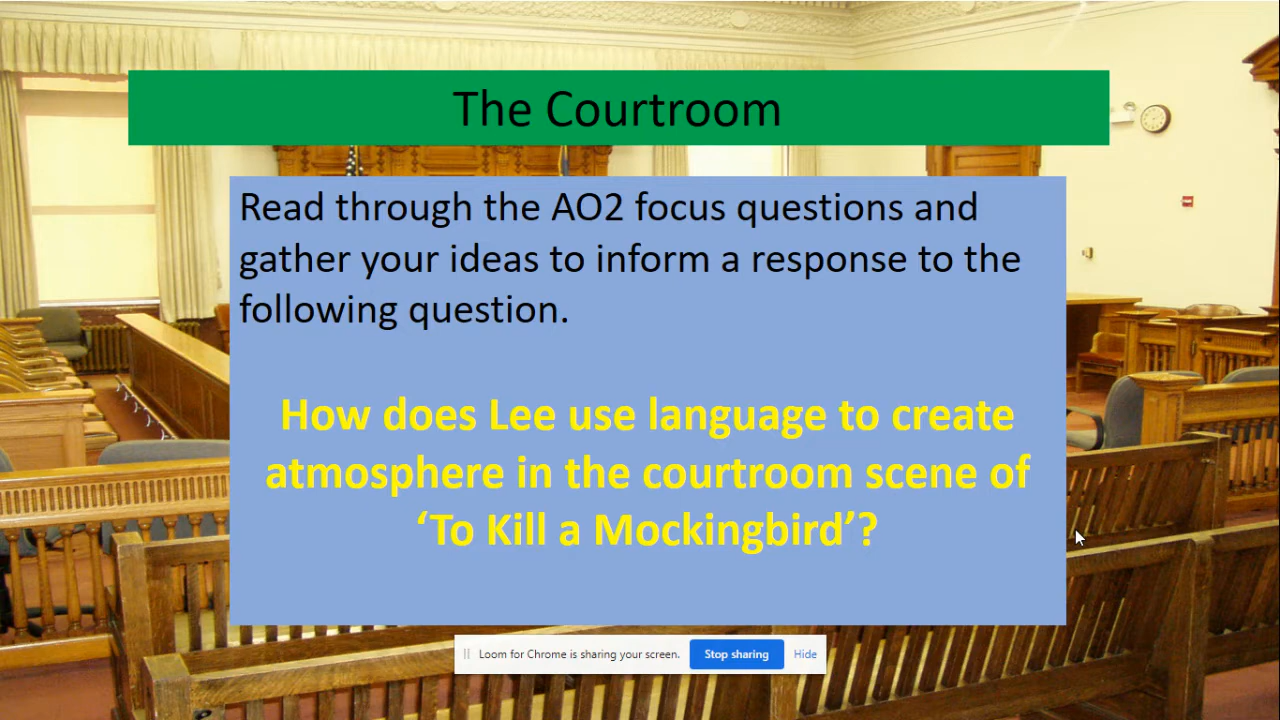 The Courtroom
Read through the AO2 focus questions and
gather your ideas to inform a response to the
following question.
How does Lee use language to create
atmosphere in the courtroom scene of
‘To Kill a Mockingbird’?
Loom for Chrome is sharing your screen. Stop sharing Hide